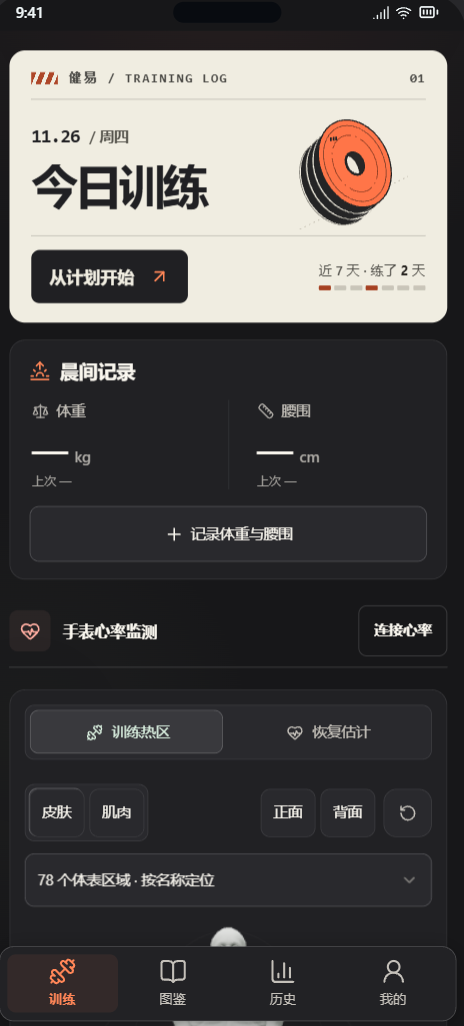 9:41
健易 / TRAINING LOG
01
11.26 / 周四
今日训练
从计划开始
近 7 天 · 练了 2 天
晨间记录
体重
腰围
— kg
— cm
上次 —
上次 —
+ 记录体重与腰围
手表心率监测
连接心率
训练热区
恢复估计
皮肤
肌肉
正面
背面
78 个体表区域 · 按名称定位
训练
图鉴
历史
我的